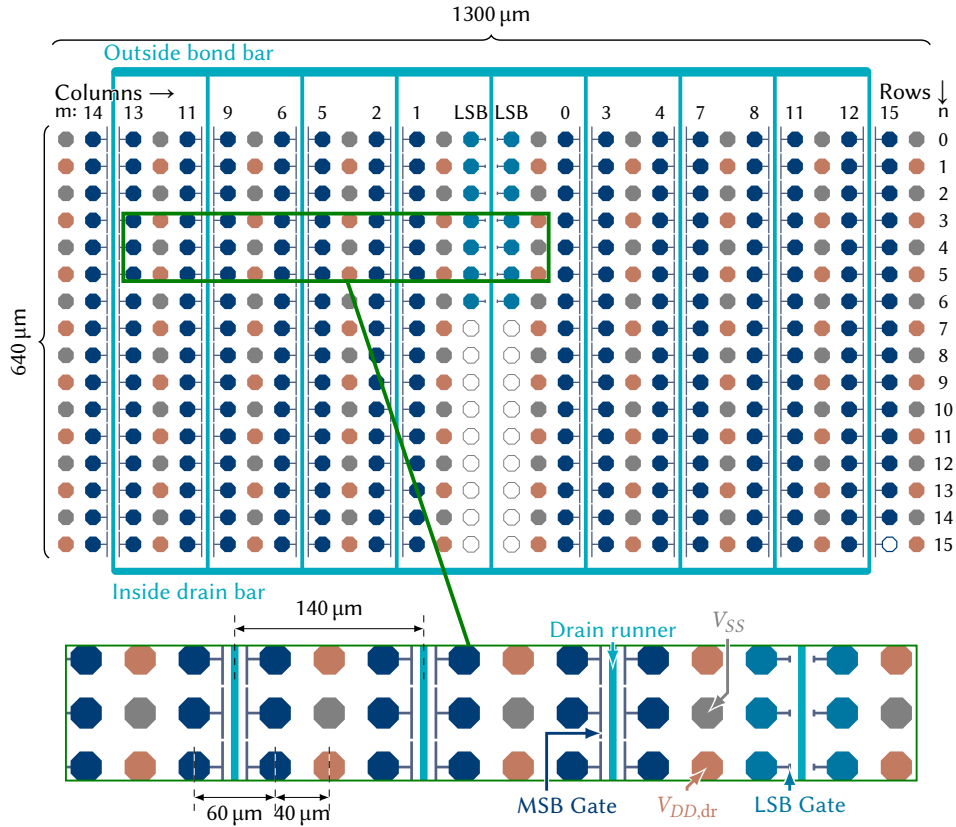 1300 µm
Outside bond bar
Columns → Rows ↓
m: 14 13 11 9 6 5 2 1 LSB LSB 0 3 4 7 8 11 12 15 n
0
1
2
3
4
5
6
7
8
9
10
11
12
13
14
15
640 µm
Inside drain bar
140 µm
Drain runner
V_SS
60 µm 40 µm
MSB Gate
V_DD,dr
LSB Gate